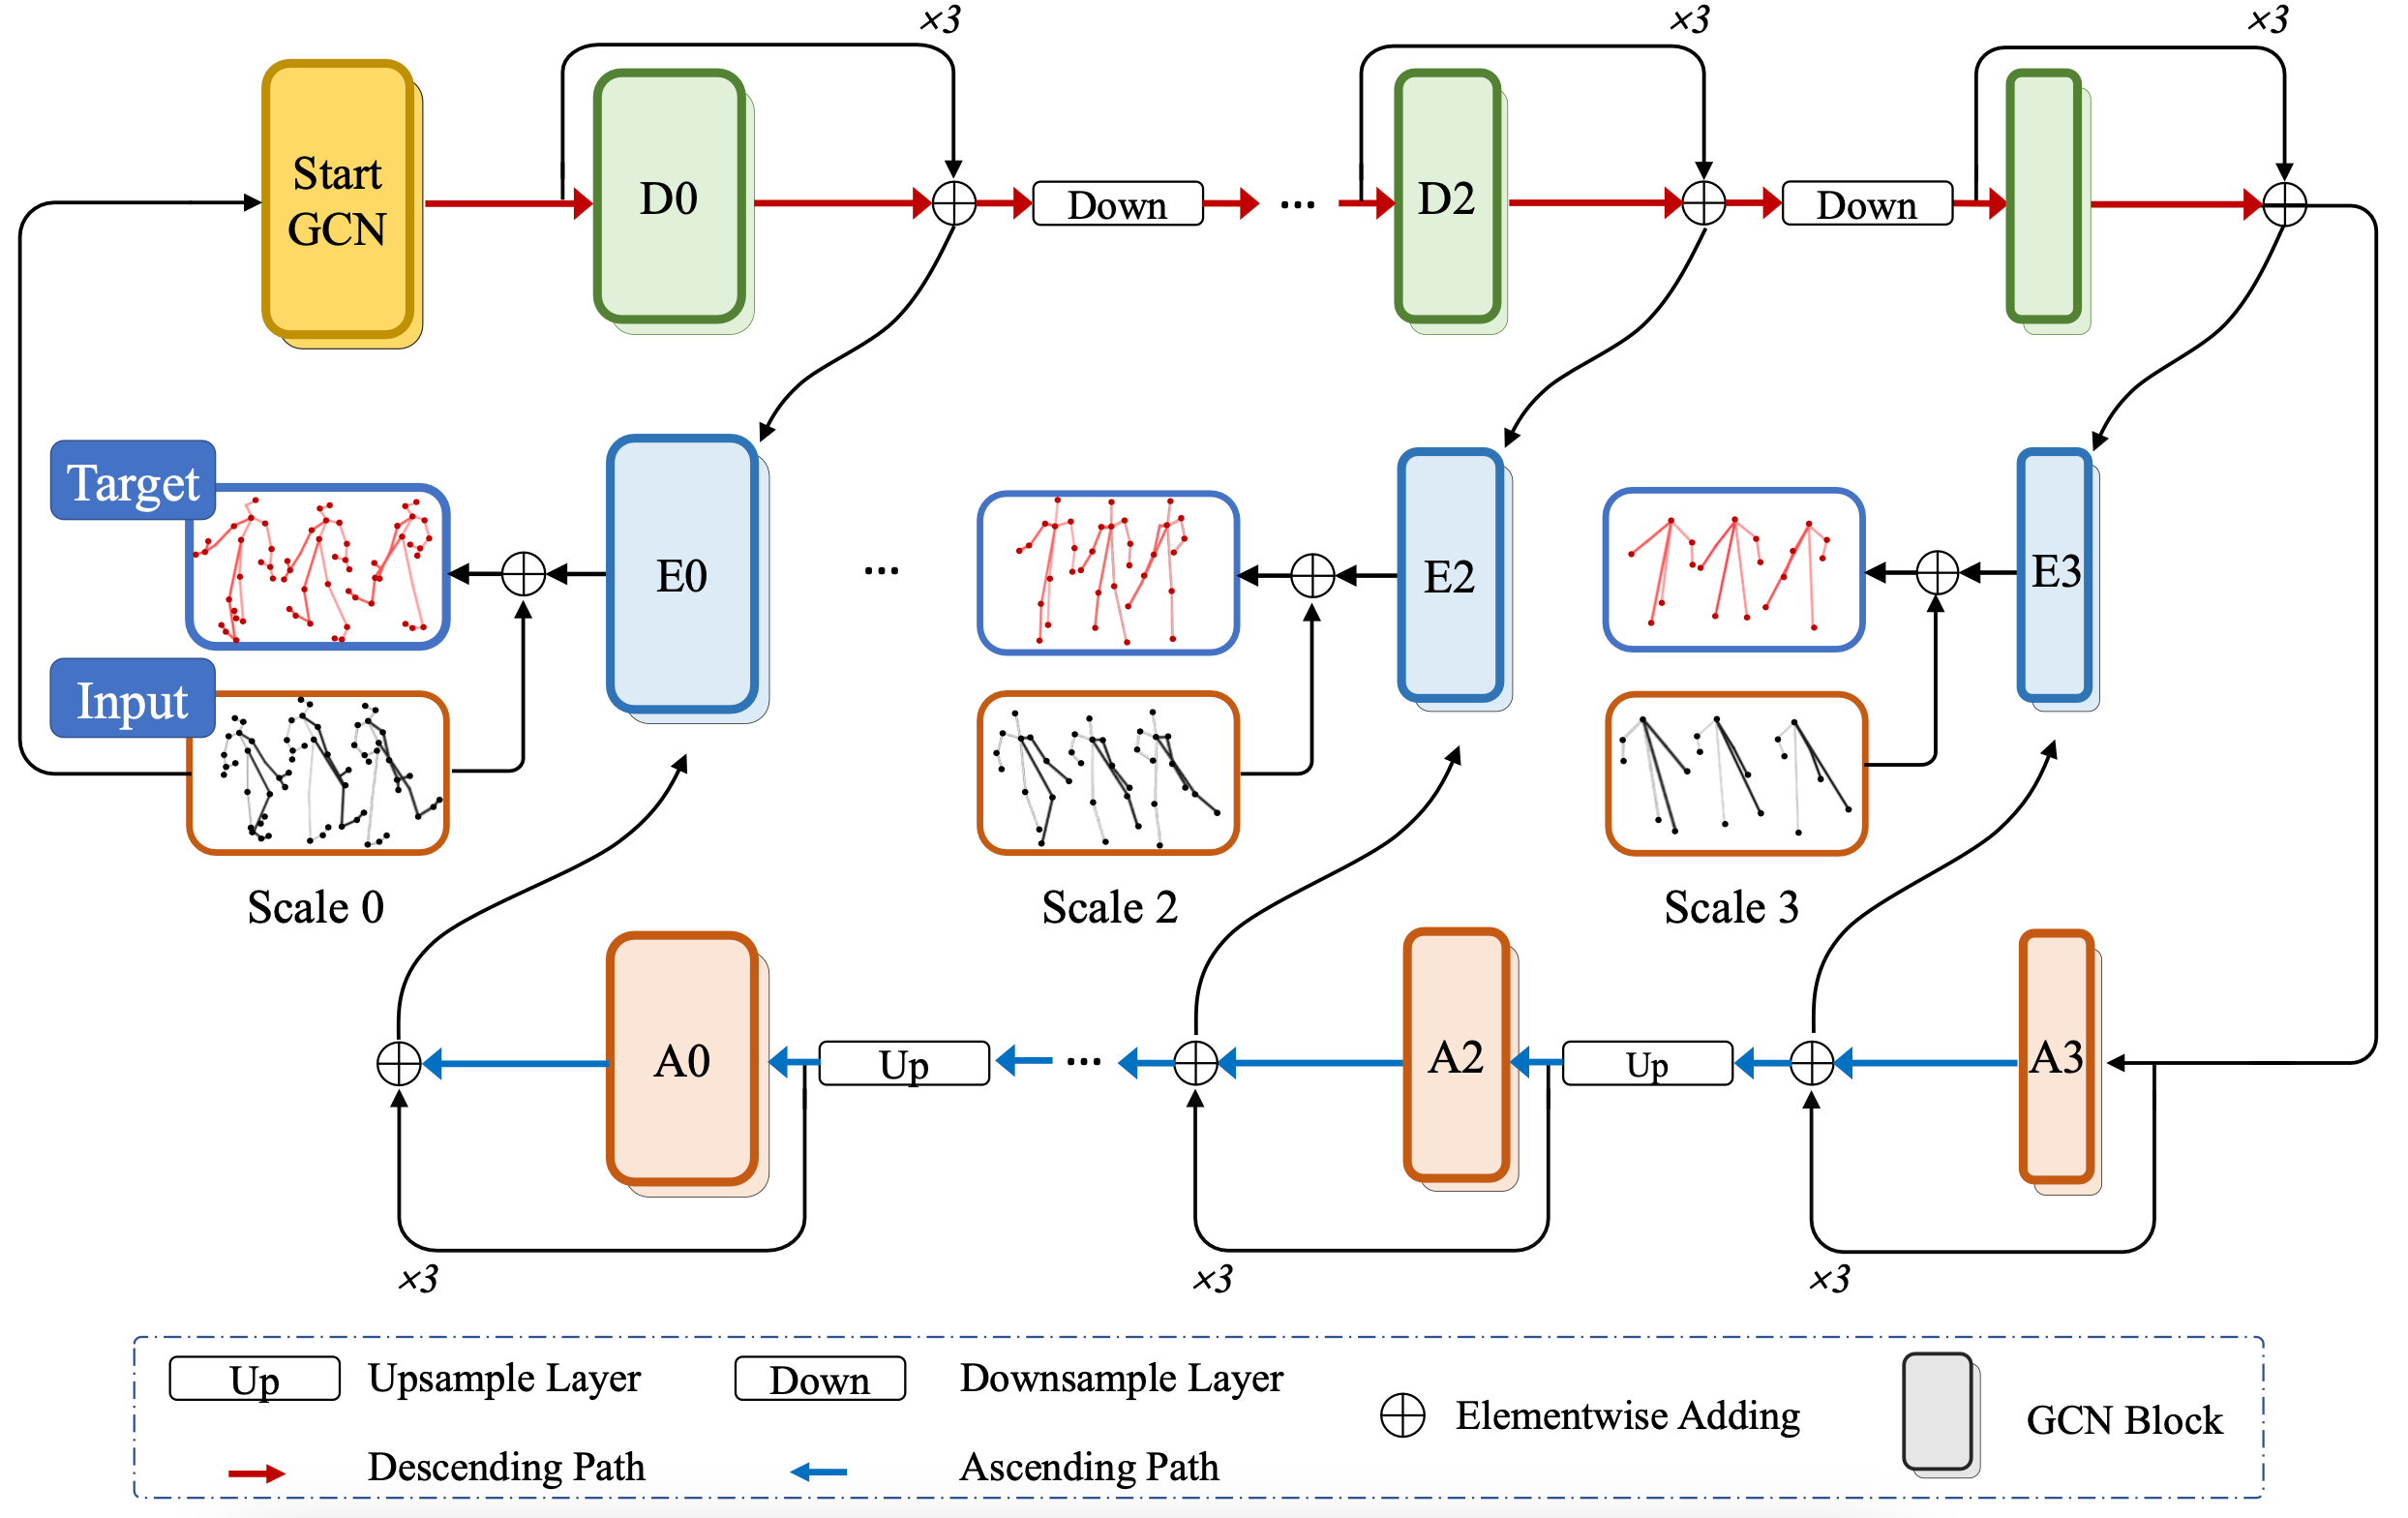 ×3
×3
×3
Start
GCN
D0
Down
...
D2
Down
Target
Input
E0
...
E2
E3
Scale 0
Scale 2
Scale 3
A0
Up
...
A2
Up
A3
×3
×3
×3
Up
Upsample Layer
Down
Downsample Layer
Elementwise Adding
GCN Block
Descending Path
Ascending Path